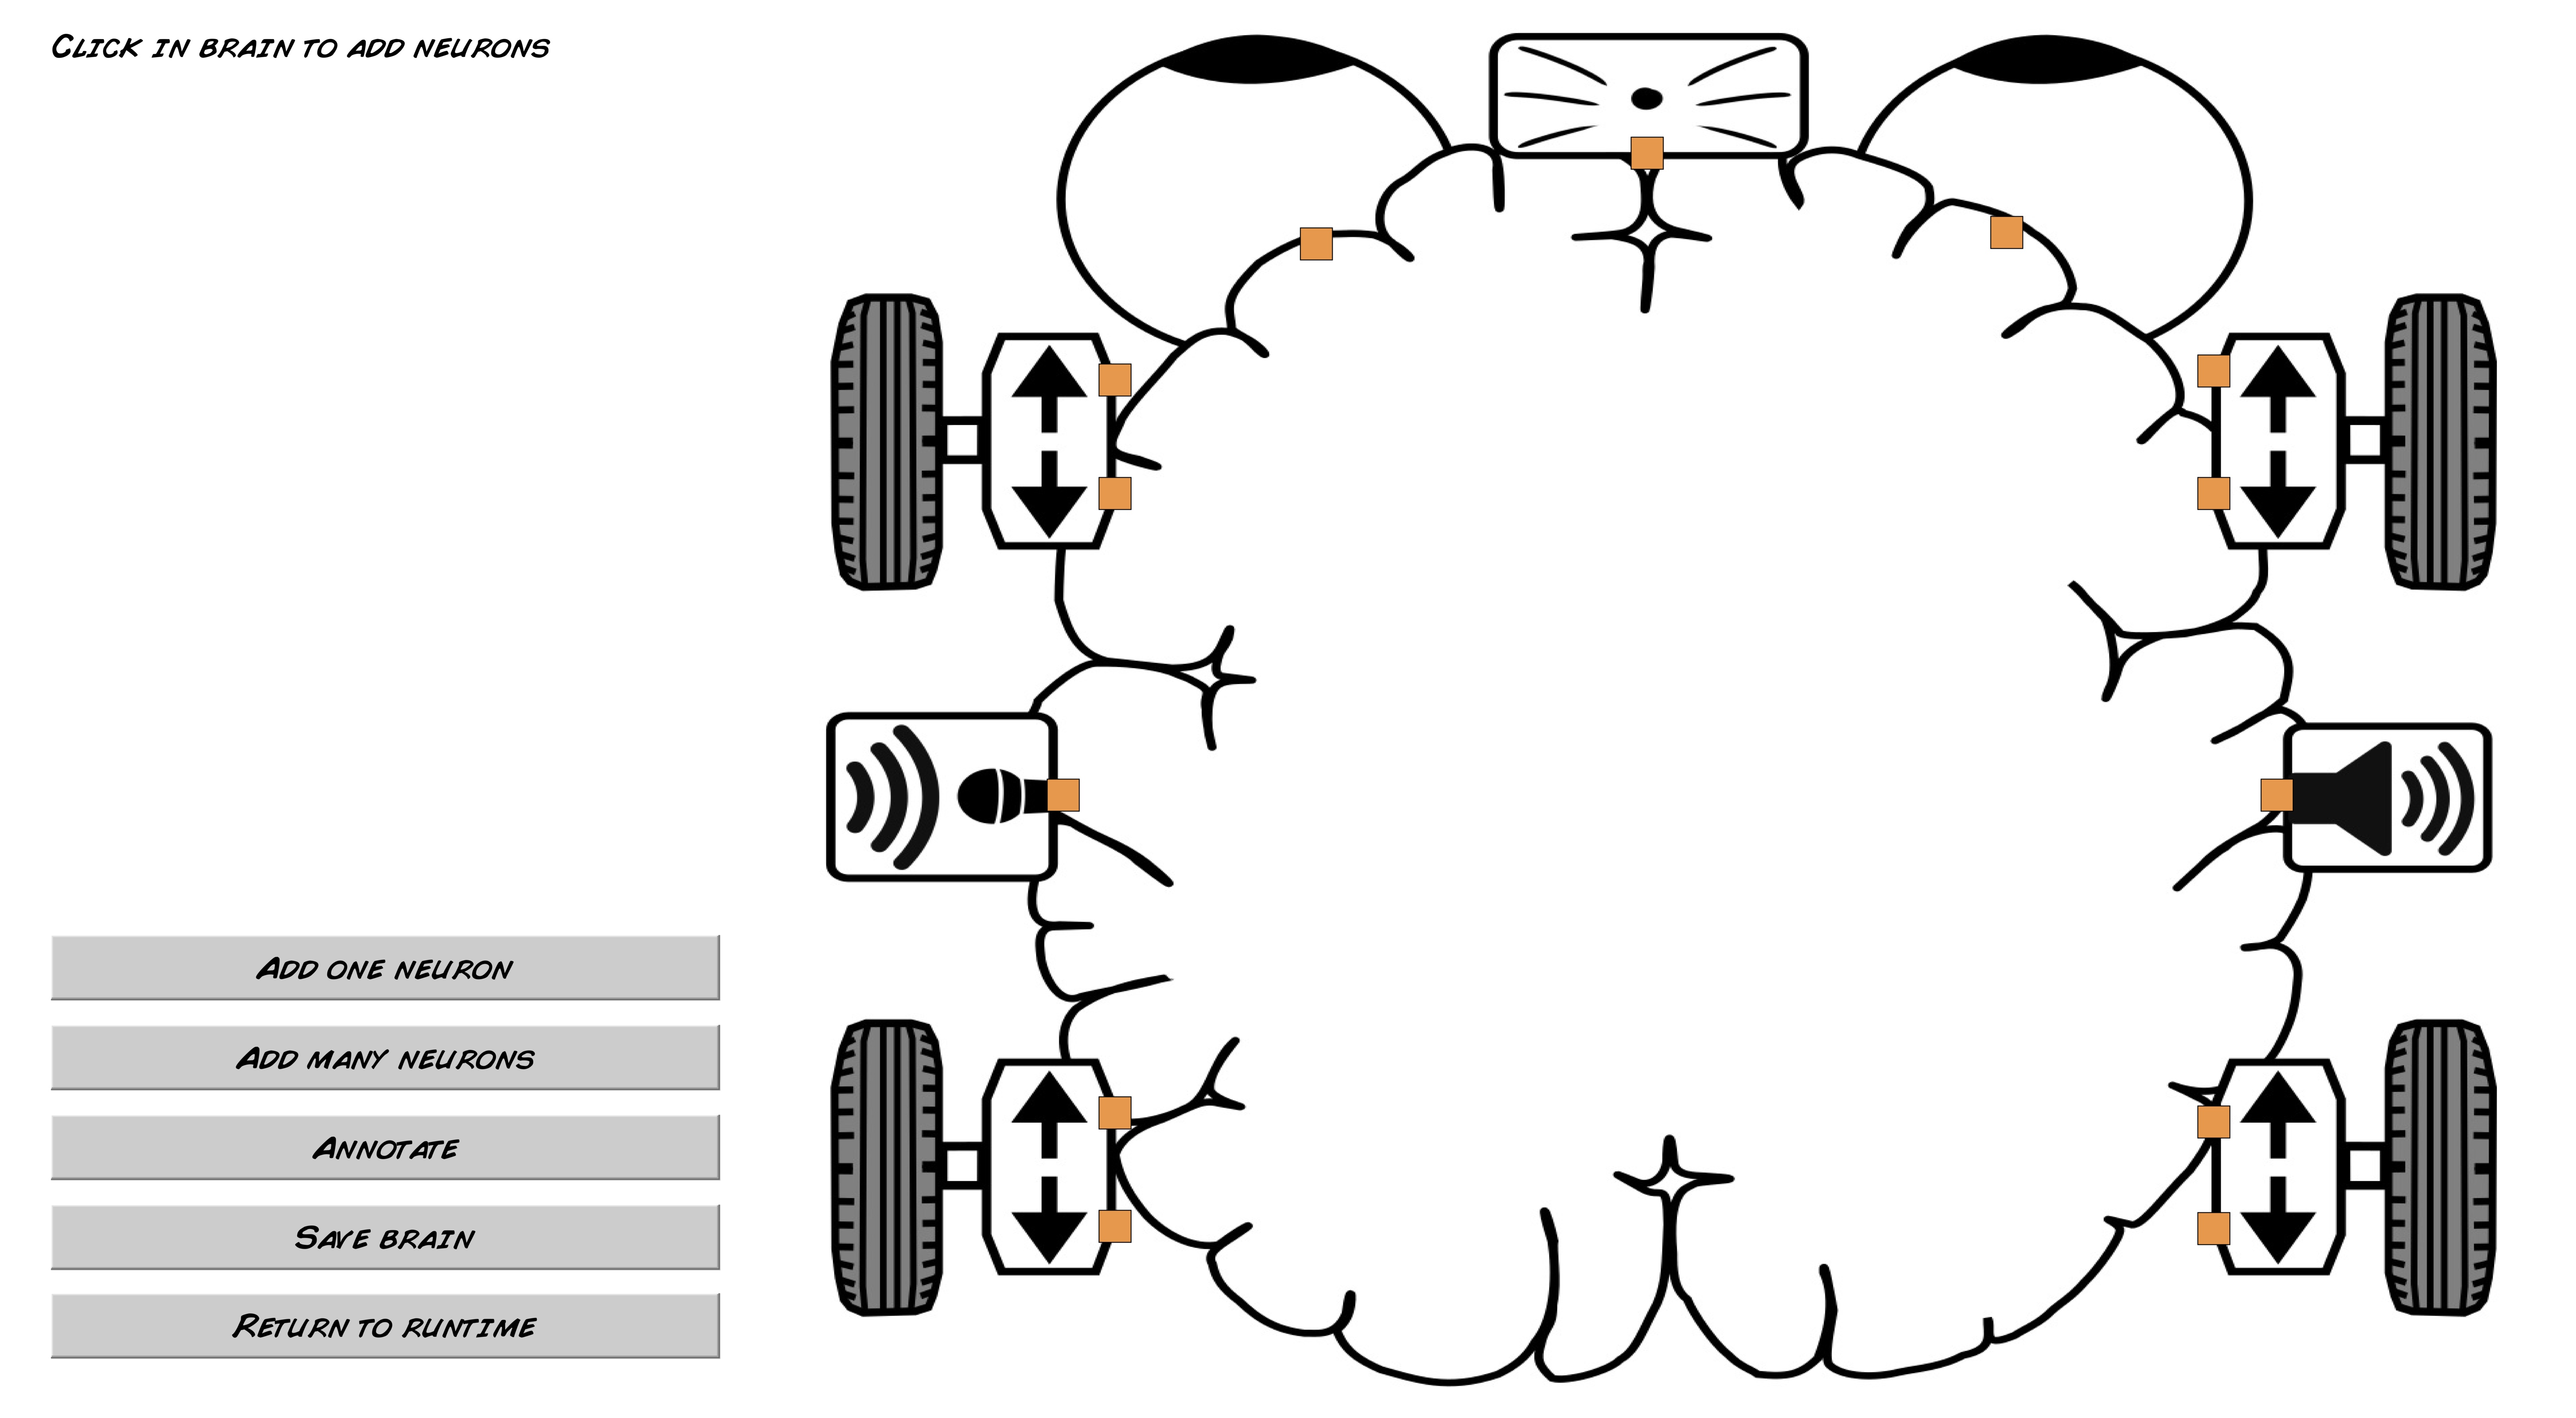 Click in brain to add neurons
Add one neuron
Add many neurons
Annotate
Save brain
Return to runtime